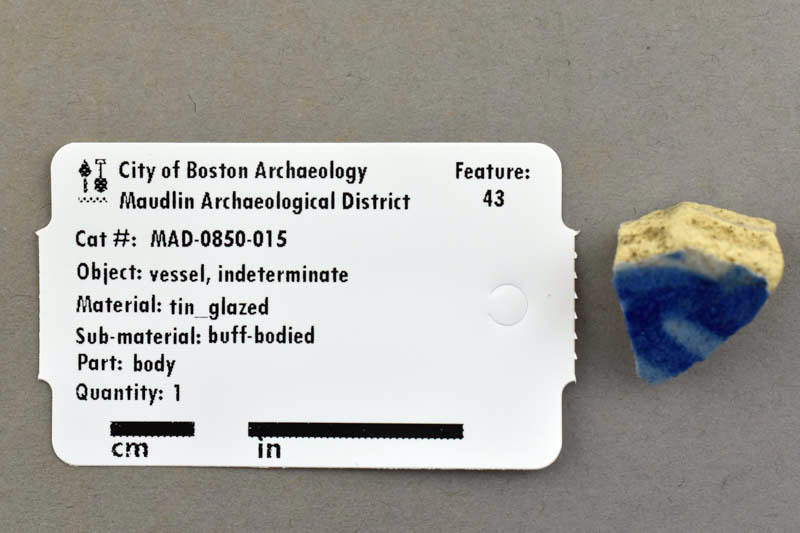 City of Boston Archaeology
Maudlin Archaeological District
Feature:
43
Cat #: MAD-0850-015
Object: vessel, indeterminate
Material: tin_glazed
Sub-material: buff-bodied
Part: body
Quantity: 1
cm in